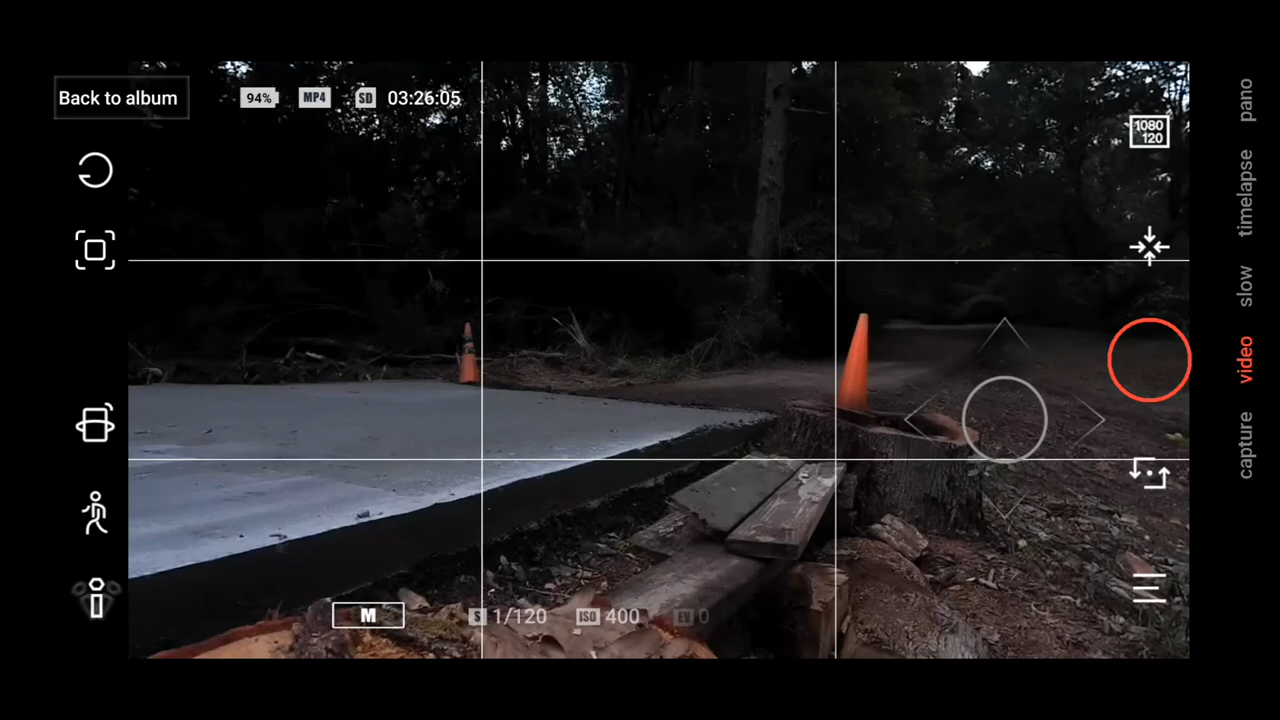 Back to album
94%
MP4
SD
03:26:05
1080
120
pano
timelapse
slow
video
capture
M
S 1/120
ISO 400
EV 0